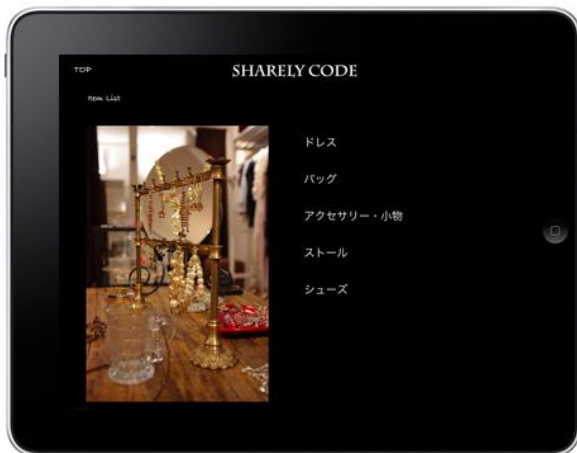 TOP
SHARELY CODE
Item List
ドレス
バッグ
アクセサリー・小物
ストール
シューズ